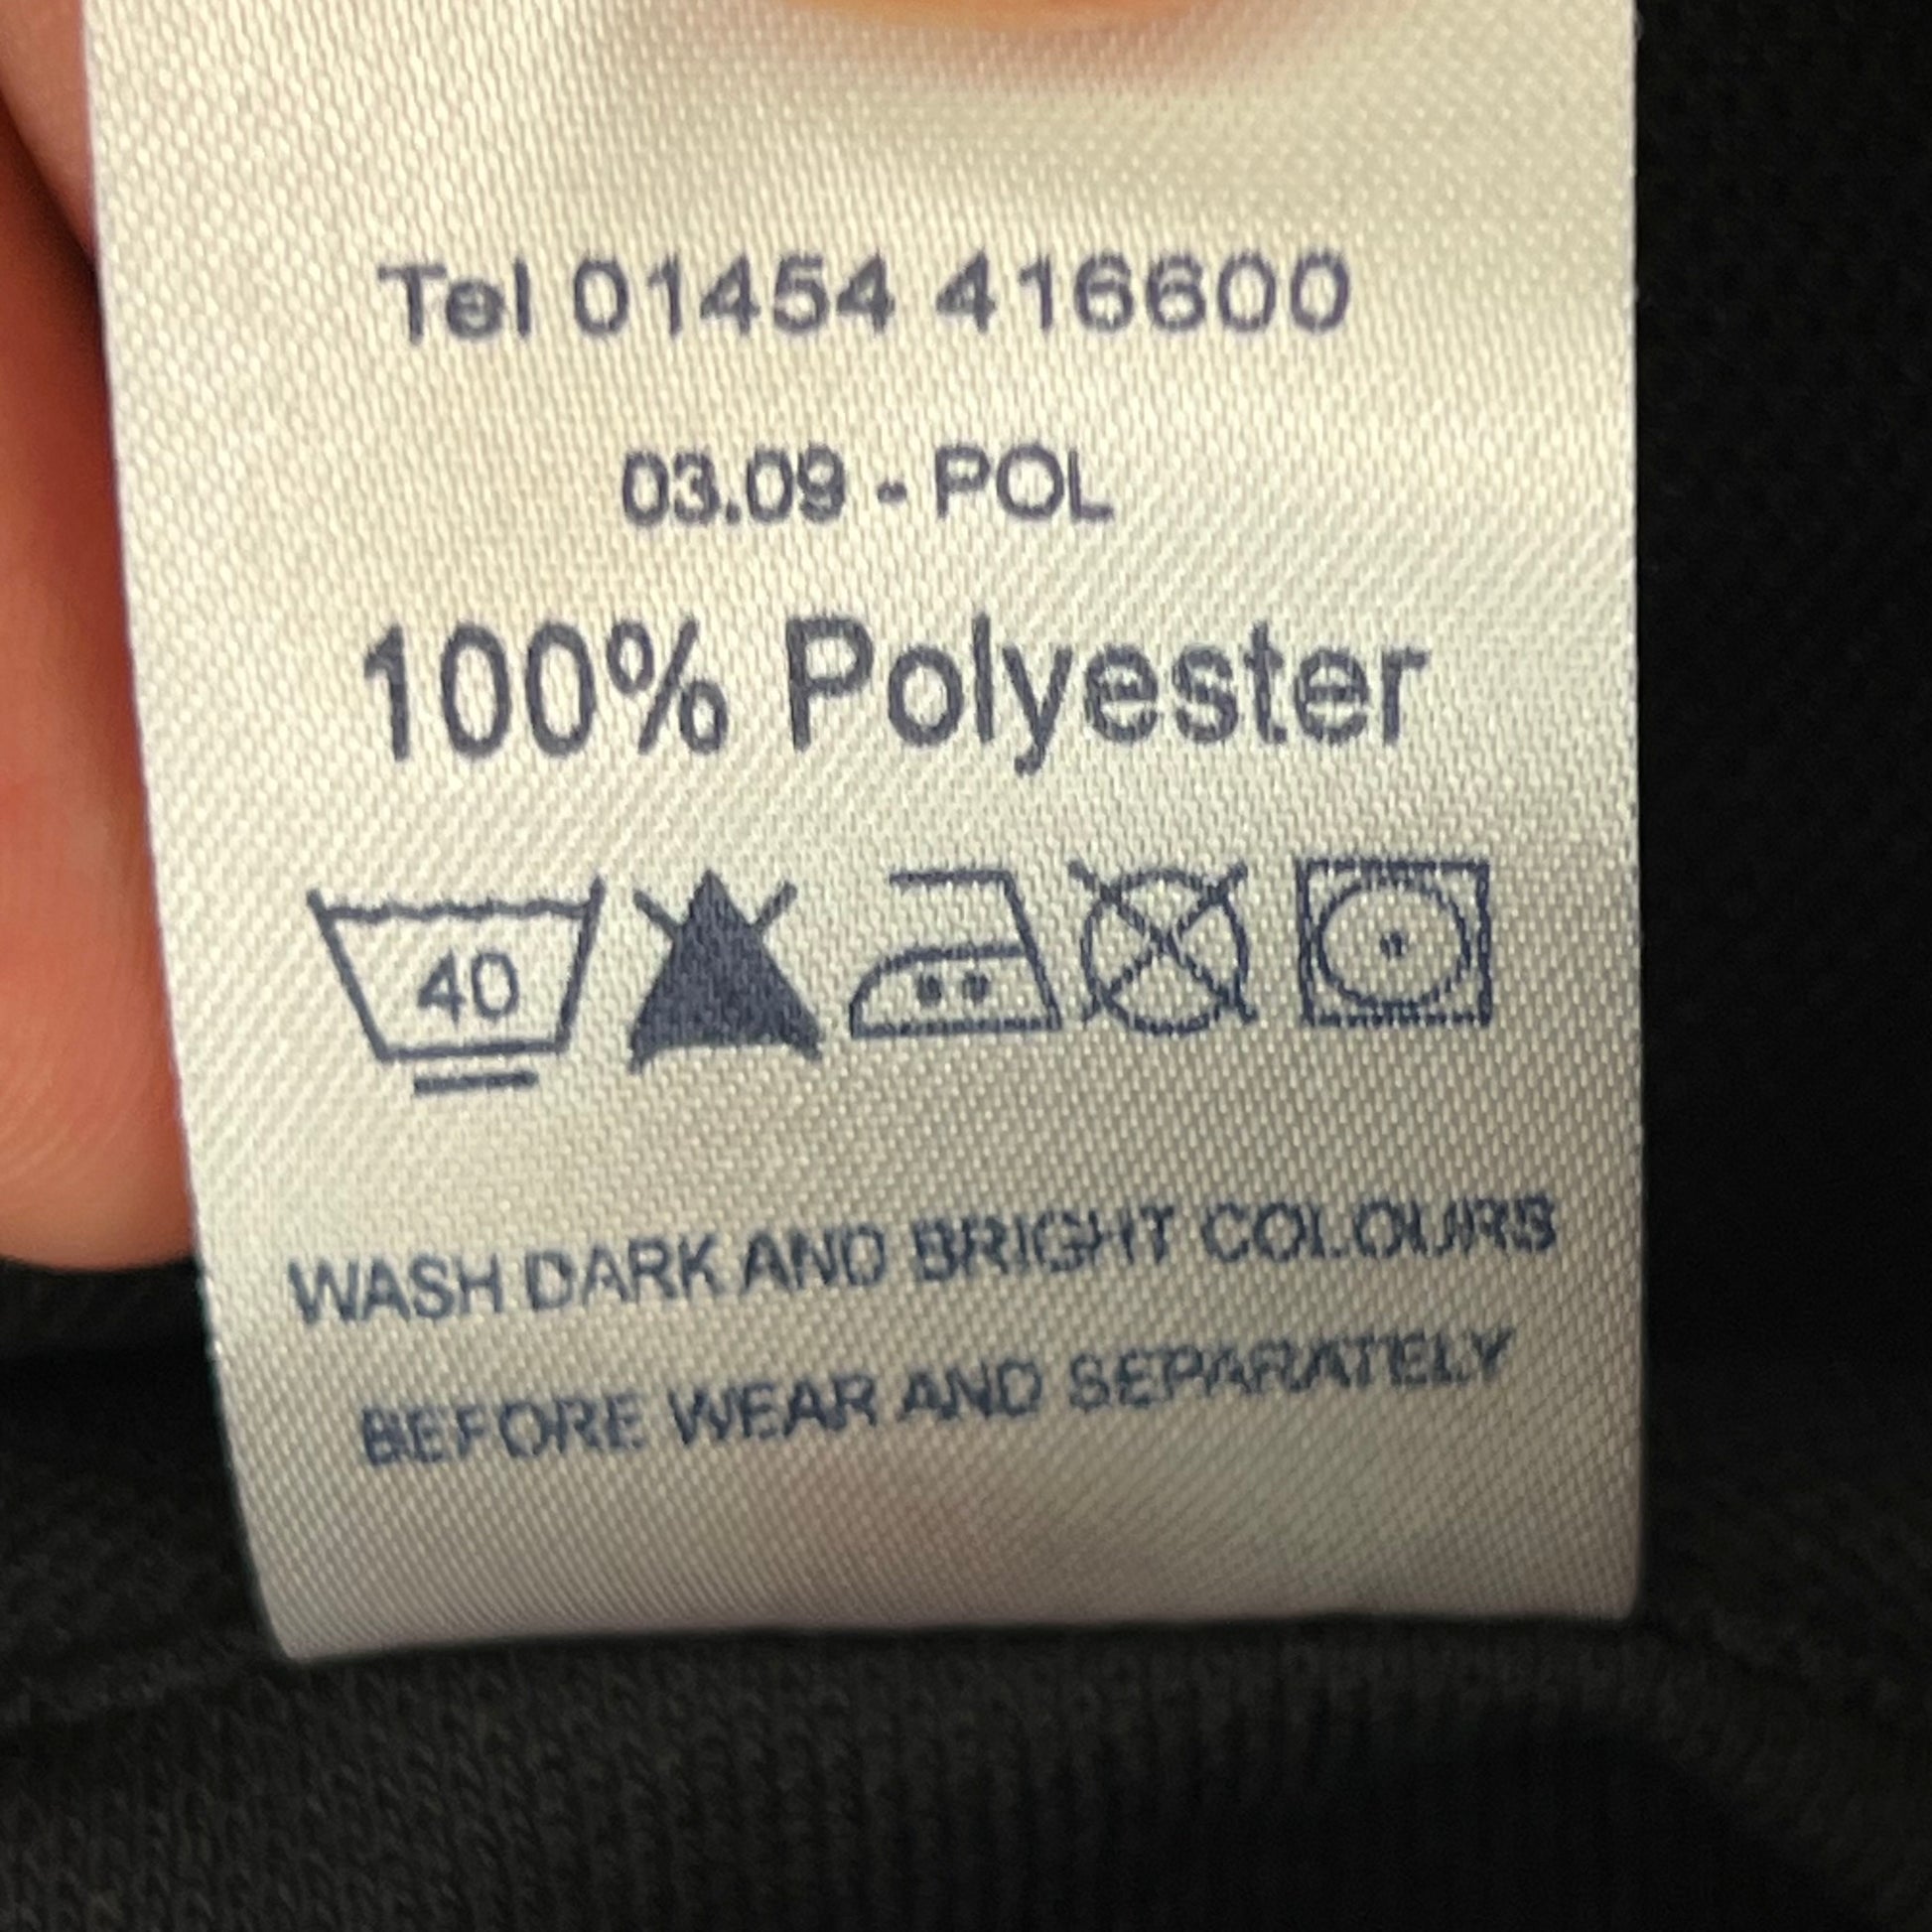 Tel 01454 416600
03.09 - POL
100% Polyester
40
WASH DARK AND BRIGHT COLOURS
BEFORE WEAR AND SEPARATELY